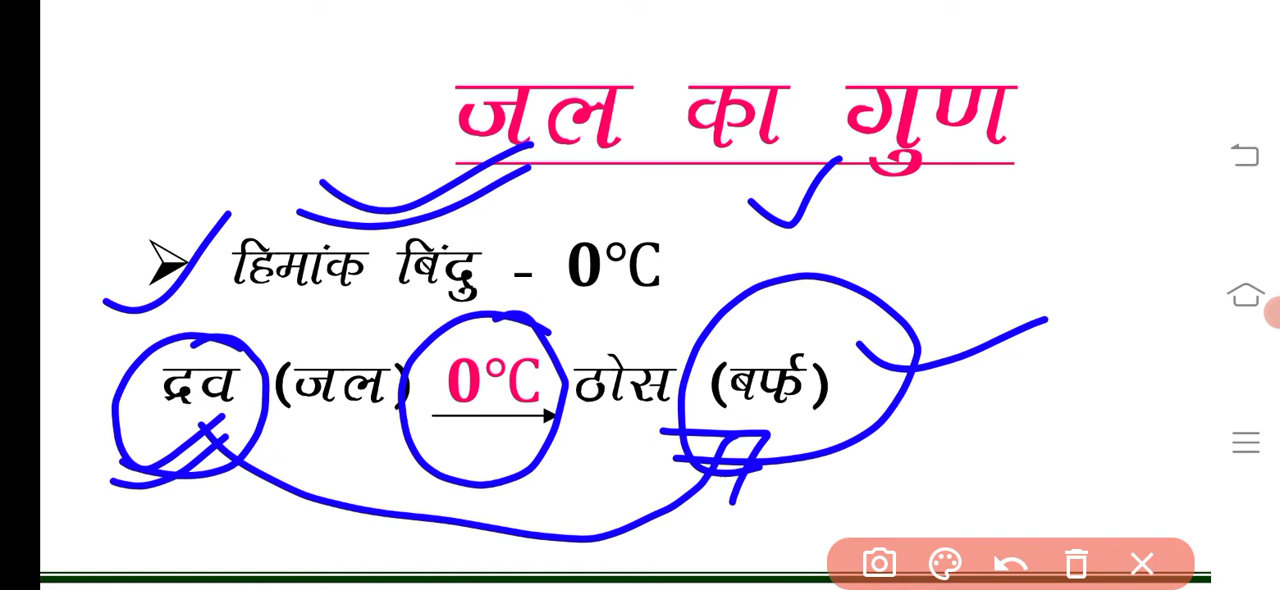 जल का गुण
हिमांक बिंदु - 0°C
द्रव (जल) 0°C ठोस (बर्फ)